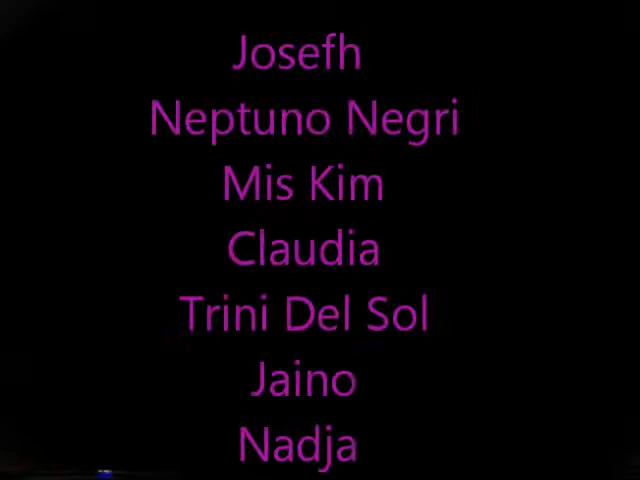 Josefh
Neptuno Negri
Mis Kim
Claudia
Trini Del Sol
Jaino
Nadja